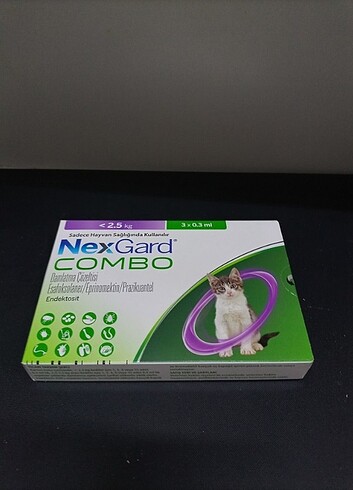 < 2.5 kg
3 x 0.3 ml
Sadece Hayvan Sağlığında Kullanılır
NexGard®
COMBO
Damlatma Çözeltisi
Esafoksolaner/Eprinomektin/Prazikuantel
Endektosit